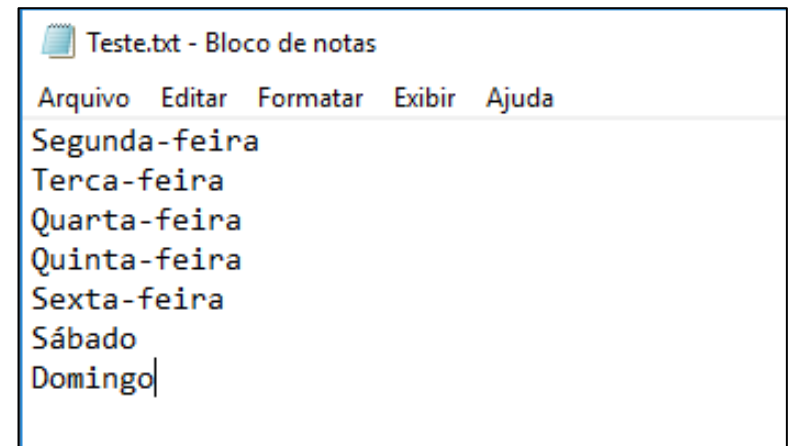 Teste.txt - Bloco de notas
Arquivo Editar Formatar Exibir Ajuda
Segunda-feira
Terca-feira
Quarta-feira
Quinta-feira
Sexta-feira
Sábado
Domingo